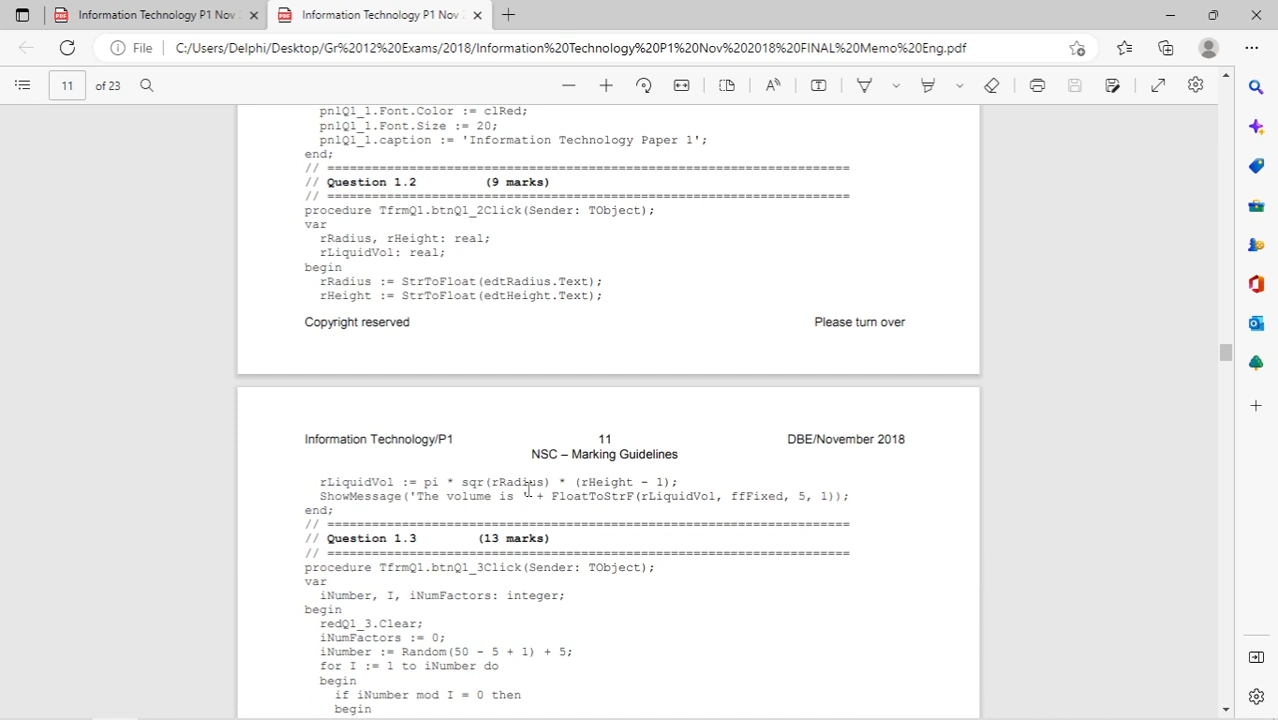 Information Technology P1 Nov 2
Information Technology P1 Nov 2
File C:/Users/Delphi/Desktop/Gr%2012%20Exams/2018/Information%20Technology%20P1%20Nov%202018%20FINAL%20Memo%20Eng.pdf
11 of 23
pnlQ1_1.Font.Color := clRed;
pnlQ1_1.Font.Size := 20;
pnlQ1_1.caption := 'Information Technology Paper 1';
end;
// ======================================================================
// Question 1.2 (9 marks)
// ======================================================================
procedure TfrmQ1.btnQ1_2Click(Sender: TObject);
var
rRadius, rHeight: real;
rLiquidVol: real;
begin
rRadius := StrToFloat(edtRadius.Text);
rHeight := StrToFloat(edtHeight.Text);
Copyright reserved Please turn over
Information Technology/P1 11 DBE/November 2018
NSC – Marking Guidelines
rLiquidVol := pi * sqr(rRadius) * (rHeight - 1);
ShowMessage('The volume is ' + FloatToStrF(rLiquidVol, ffFixed, 5, 1));
end;
// ======================================================================
// Question 1.3 (13 marks)
// ======================================================================
procedure TfrmQ1.btnQ1_3Click(Sender: TObject);
var
iNumber, I, iNumFactors: integer;
begin
redQ1_3.Clear;
iNumFactors := 0;
iNumber := Random(50 - 5 + 1) + 5;
for I := 1 to iNumber do
begin
if iNumber mod I = 0 then
begin